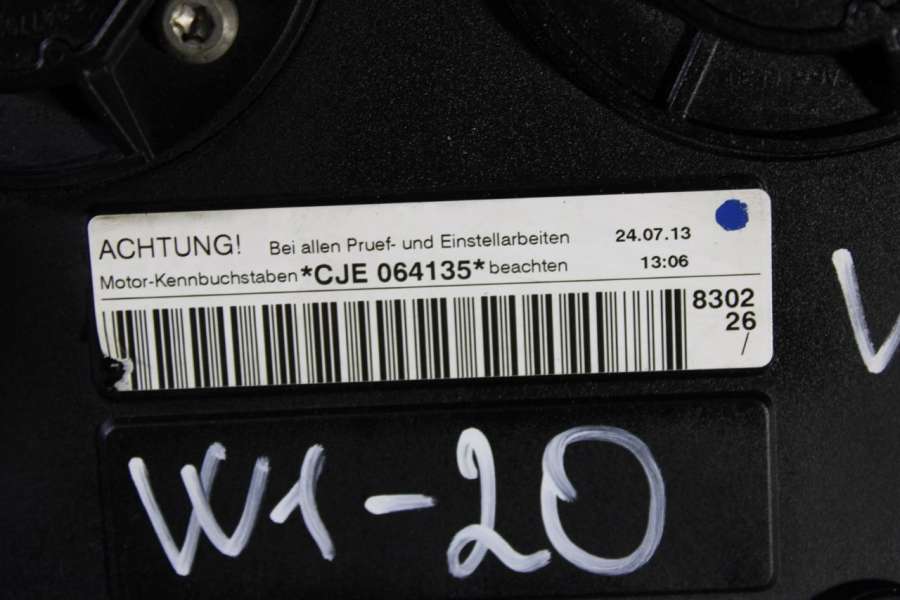 ACHTUNG! Bei allen Pruef- und Einstellarbeiten 24.07.13
Motor-Kennbuchstaben *CJE 064135* beachten 13:06
8302
26
/
V
W1-20